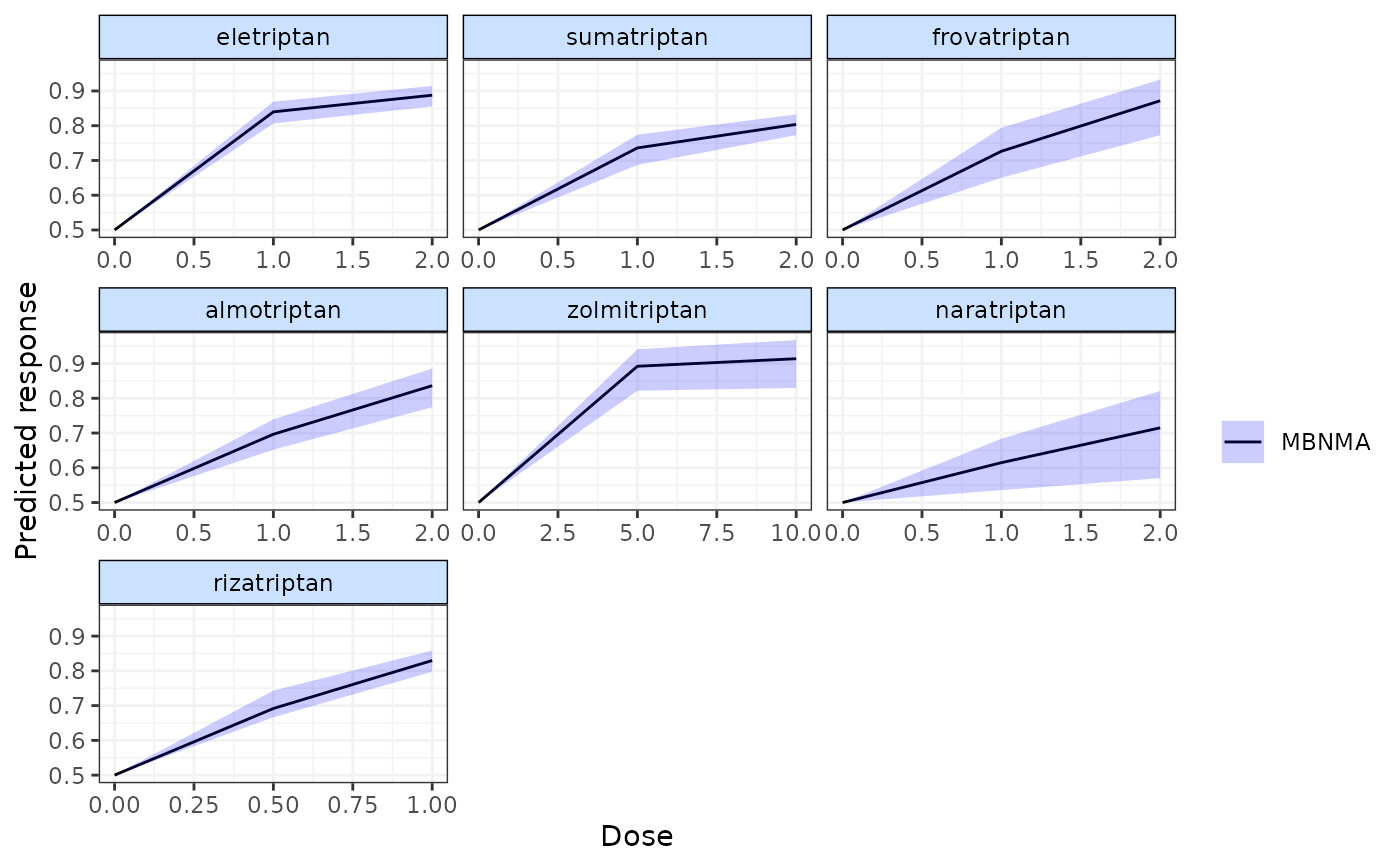 eletriptan sumatriptan frovatriptan
0.9
0.8
0.7
0.6
0.5
0.0 0.5 1.0 1.5 2.0 0.0 0.5 1.0 1.5 2.0 0.0 0.5 1.0 1.5 2.0
Predicted response
almotriptan zolmitriptan naratriptan
0.9
0.8
0.7
0.6
0.5
0.0 0.5 1.0 1.5 2.0 0.0 2.5 5.0 7.5 10.0 0.0 0.5 1.0 1.5 2.0
MBNMA
rizatriptan
0.9
0.8
0.7
0.6
0.5
0.00 0.25 0.50 0.75 1.00
Dose